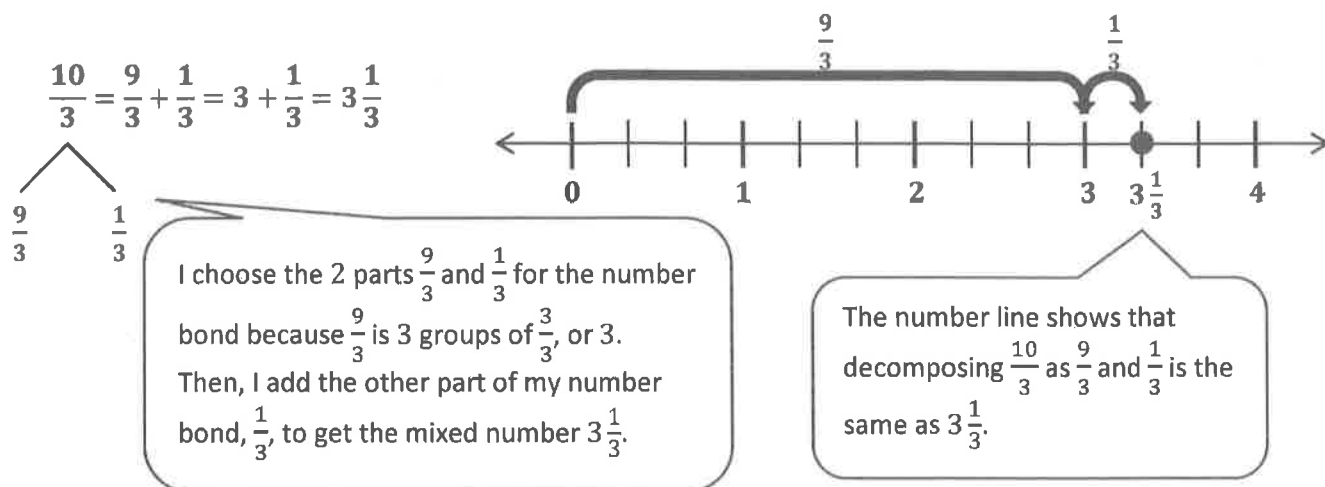 10/3 = 9/3 + 1/3 = 3 + 1/3 = 3 1/3
9/3 1/3
I choose the 2 parts 9/3 and 1/3 for the number
bond because 9/3 is 3 groups of 3/3, or 3.
Then, I add the other part of my number
bond, 1/3, to get the mixed number 3 1/3.
9/3 1/3
0 1 2 3 3 1/3 4
The number line shows that
decomposing 10/3 as 9/3 and 1/3 is the
same as 3 1/3.